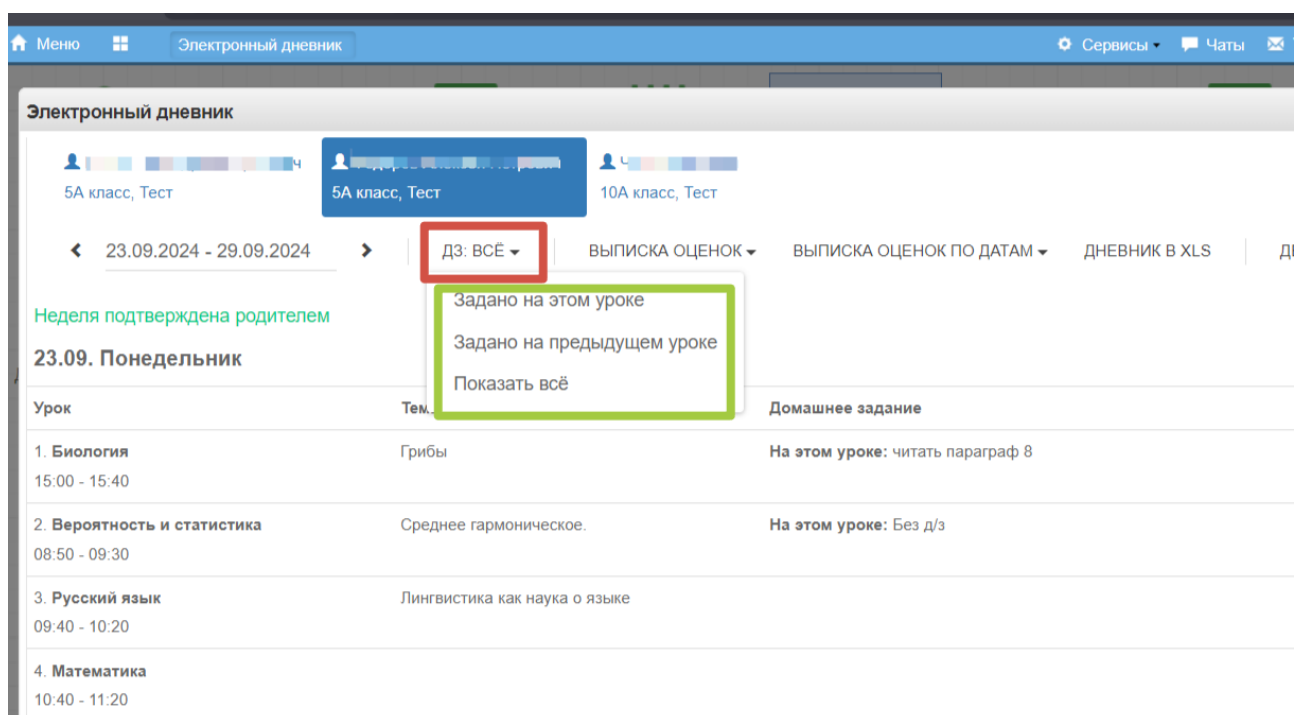 Меню
Электронный дневник
Сервисы
Чаты
Электронный дневник
5А класс, Тест
5А класс, Тест
10А класс, Тест
23.09.2024 - 29.09.2024
ДЗ: ВСЁ
ВЫПИСКА ОЦЕНОК
ВЫПИСКА ОЦЕНОК ПО ДАТАМ
ДНЕВНИК В XLS
Задано на этом уроке
Задано на предыдущем уроке
Показать всё
Неделя подтверждена родителем
23.09. Понедельник
Урок
Домашнее задание
1. Биология
Грибы
На этом уроке: читать параграф 8
15:00 - 15:40
2. Вероятность и статистика
Среднее гармоническое.
На этом уроке: Без д/з
08:50 - 09:30
3. Русский язык
Лингвистика как наука о языке
09:40 - 10:20
4. Математика
10:40 - 11:20